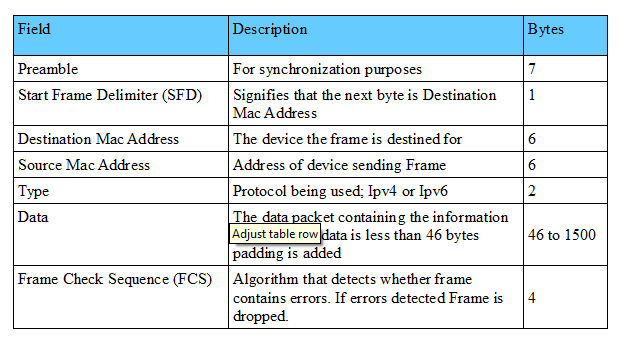 Field Description Bytes
Preamble For synchronization purposes 7
Start Frame Delimiter (SFD) Signifies that the next byte is Destination 1
Mac Address
Destination Mac Address The device the frame is destined for 6
Source Mac Address Address of device sending Frame 6
Type Protocol being used; Ipv4 or Ipv6 2
Data The data packet containing the information
Adjust table row data is less than 46 bytes 46 to 1500
padding is added
Frame Check Sequence (FCS) Algorithm that detects whether frame
contains errors. If errors detected Frame is 4
dropped.